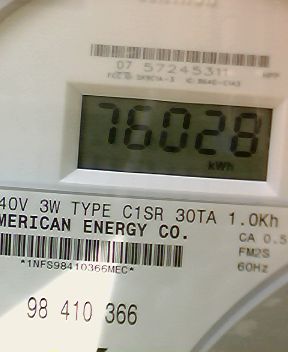 07 57245311
76028
kWh
40V 3W TYPE C1SR 30TA 1.0Kh
MERICAN ENERGY CO.
CA 0.5
*1NFS98410366MEC*
FM2S
60Hz
98 410 366